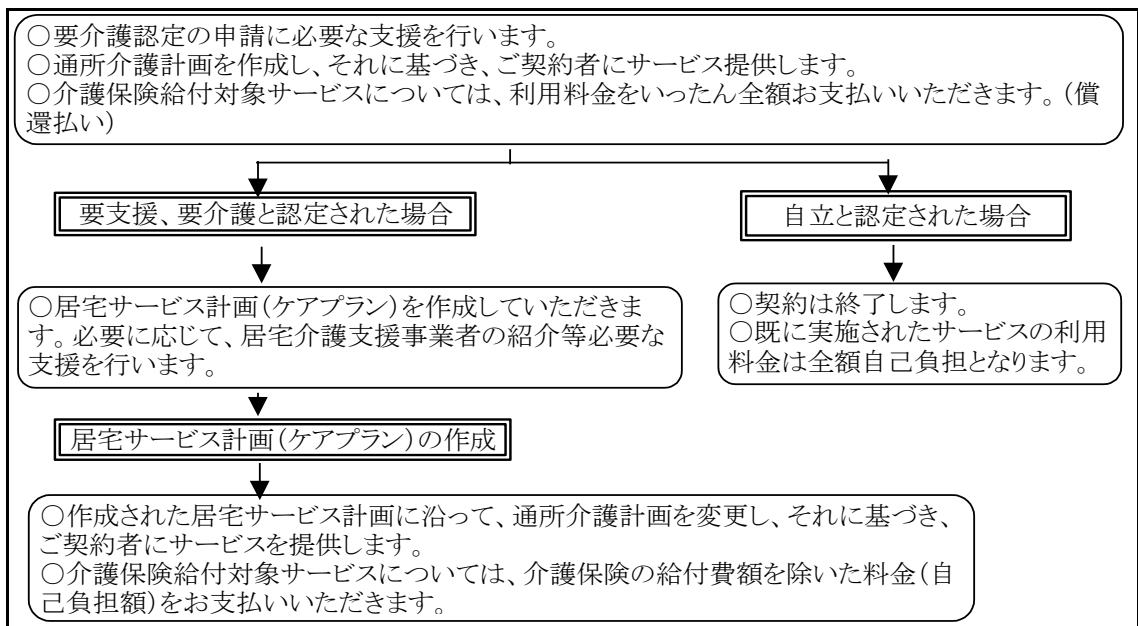 ○要介護認定の申請に必要な支援を行います。
○通所介護計画を作成し、それに基づき、ご契約者にサービス提供します。
○介護保険給付対象サービスについては、利用料金をいったん全額お支払いいただきます。(償
還払い)
要支援、要介護と認定された場合
自立と認定された場合
○居宅サービス計画(ケアプラン)を作成していただきま
す。必要に応じて、居宅介護支援事業者の紹介等必要な
支援を行います。
○契約は終了します。
○既に実施されたサービスの利用
料金は全額自己負担となります。
居宅サービス計画(ケアプラン)の作成
○作成された居宅サービス計画に沿って、通所介護計画を変更し、それに基づき、
ご契約者にサービスを提供します。
○介護保険給付対象サービスについては、介護保険の給付費額を除いた料金(自
己負担額)をお支払いいただきます。